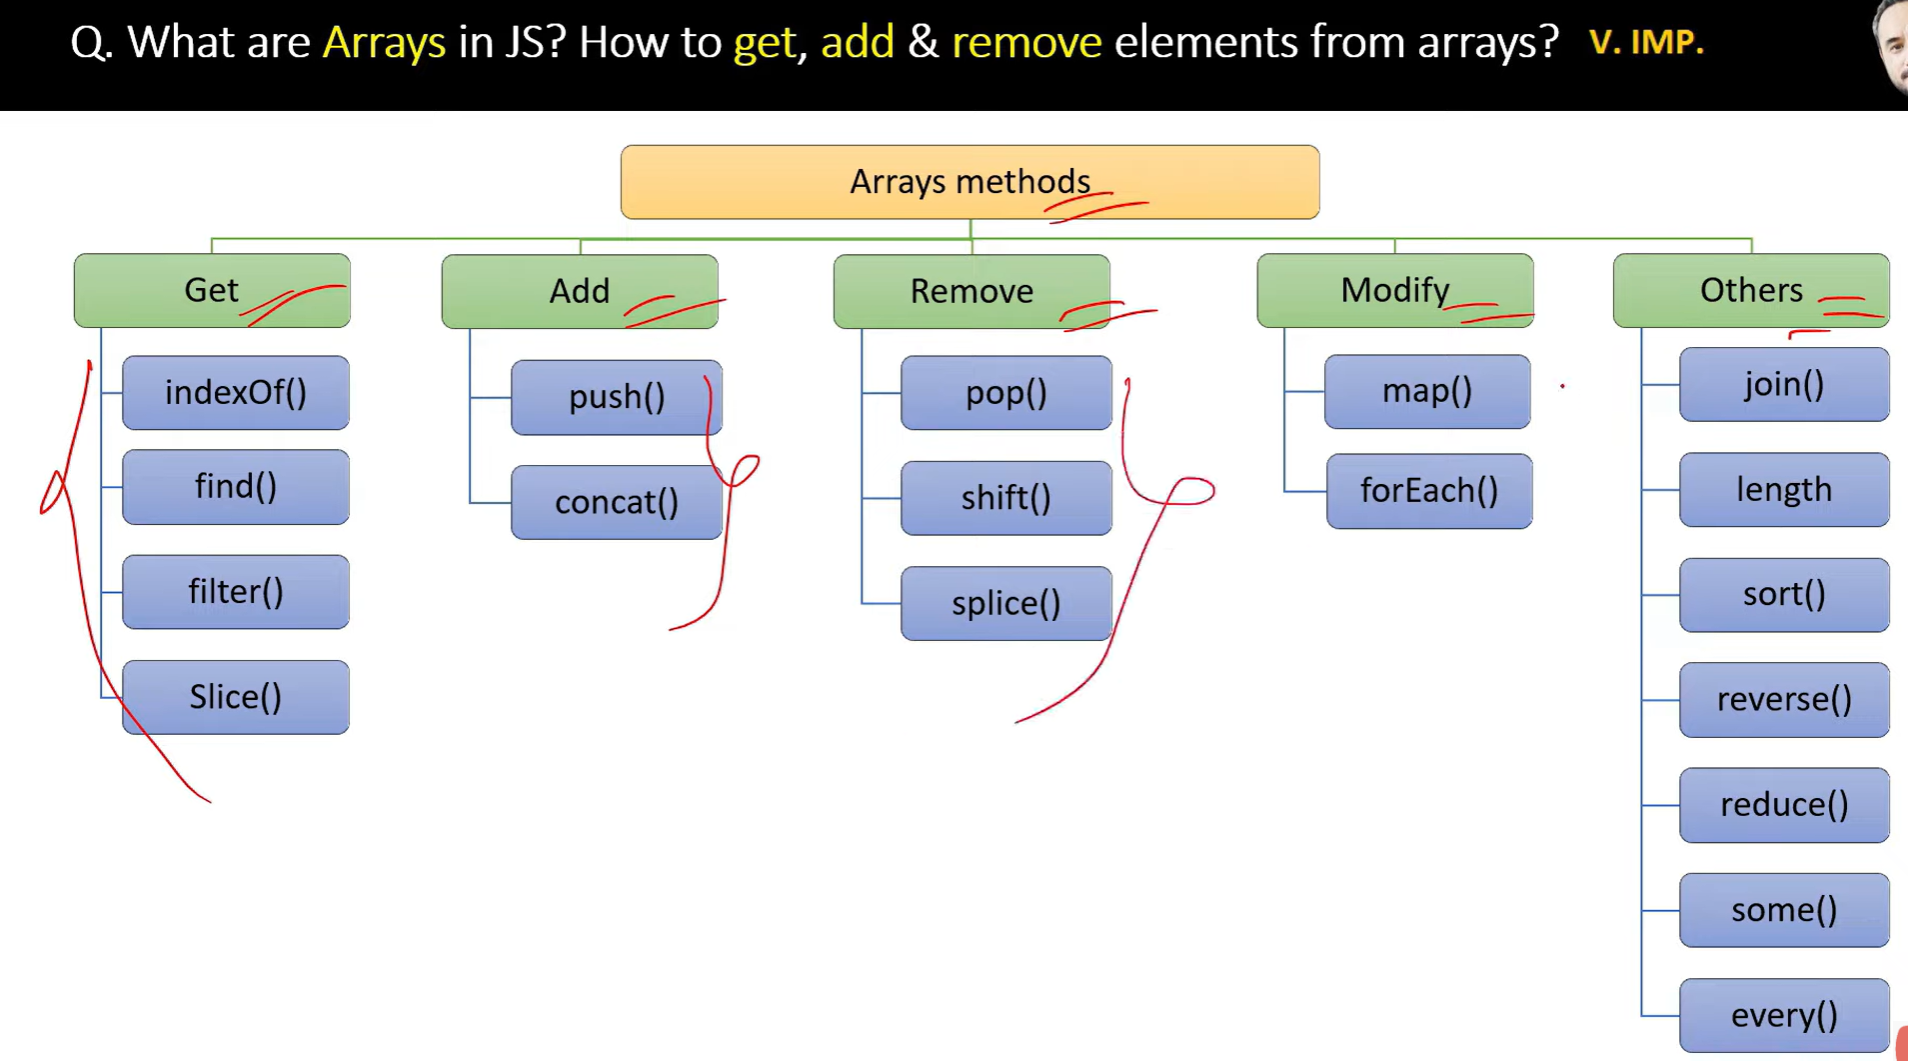 Q. What are Arrays in JS? How to get, add & remove elements from arrays? V. IMP.
Arrays methods
Get
indexOf()
find()
filter()
Slice()
Add
push()
concat()
Remove
pop()
shift()
splice()
Modify
map()
forEach()
Others
join()
length
sort()
reverse()
reduce()
some()
every()